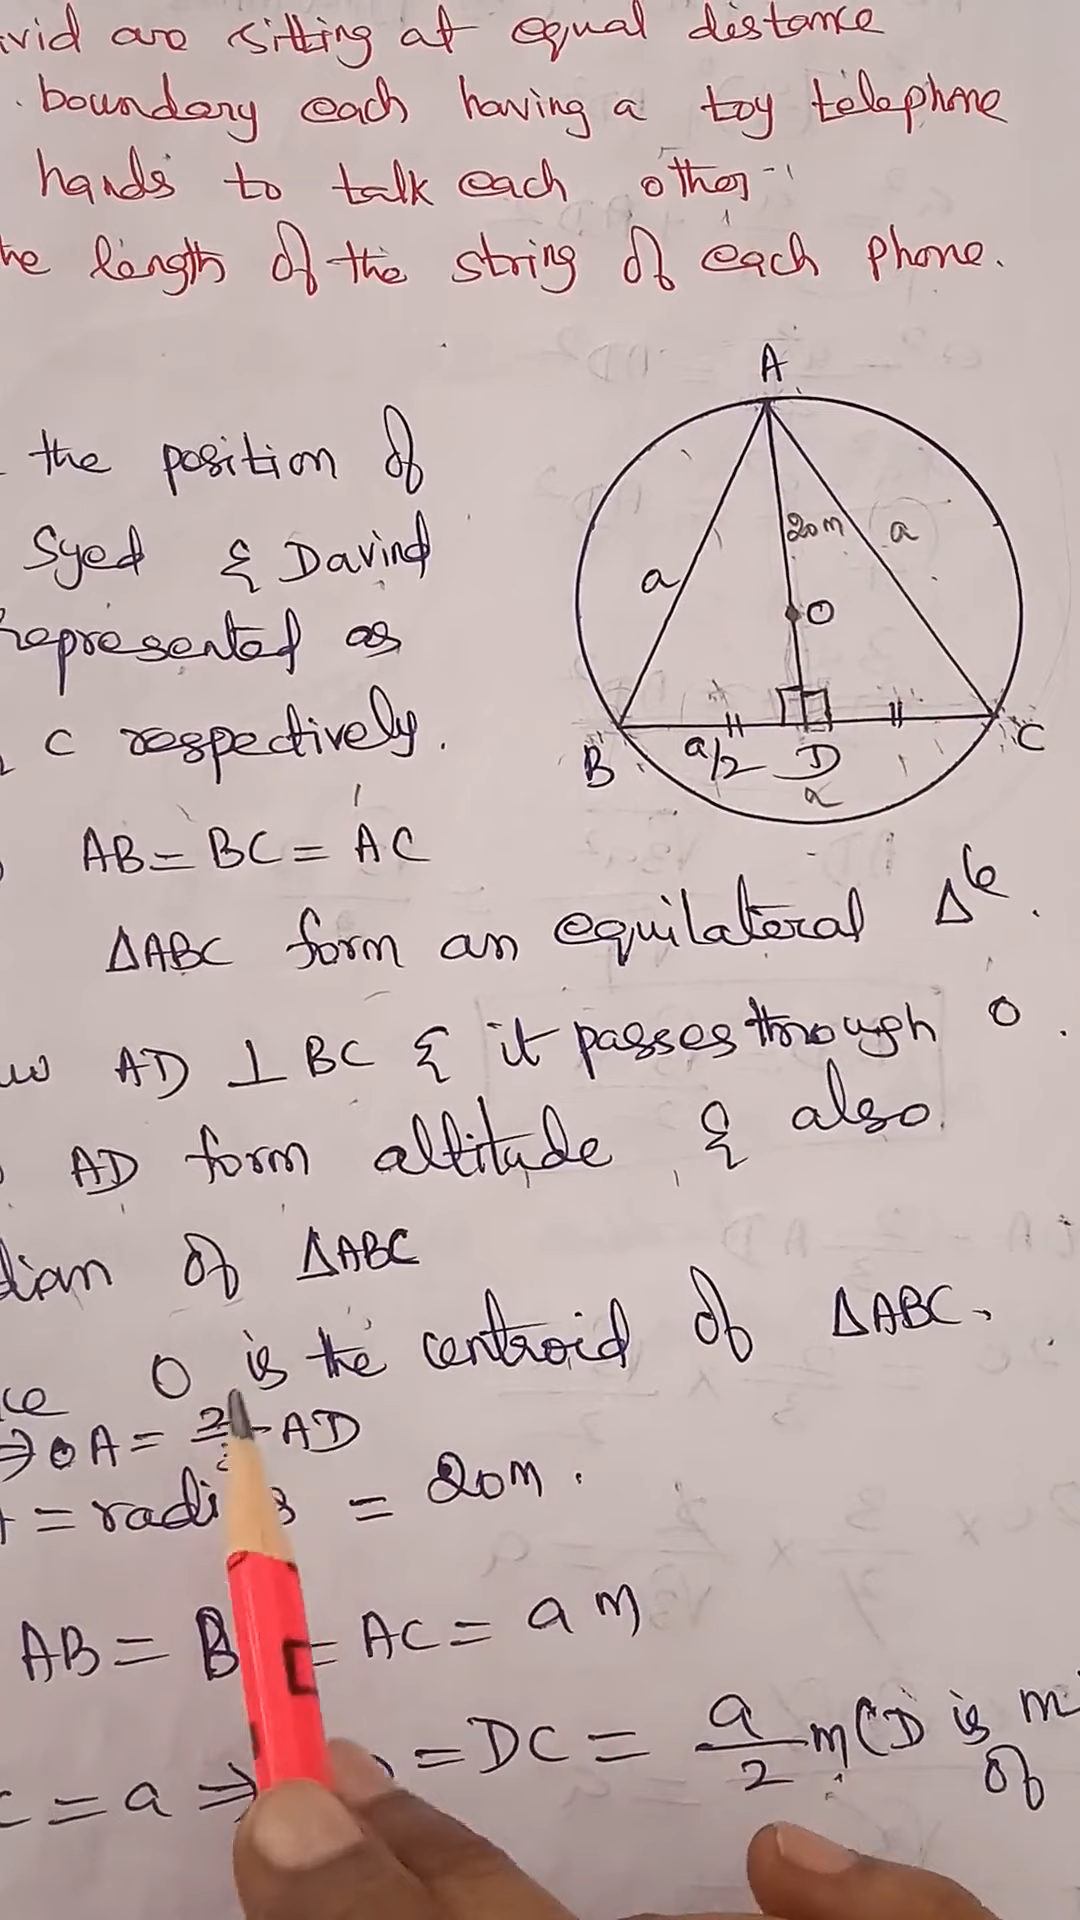 vid are sitting at equal distance
boundary each having a toy telephone
hands to talk each other
he length of the string of each phone.
A
the position of
20m
a
Syed & Davind
a
O
represented as
C respectively.
B
a/2
D
C
a
AB = BC = AC
ΔABC form an equilateral Δle.
AD ⊥ BC & it passes through O.
AD form altitude & also
dian of ΔABC
O is the centroid of ΔABC.
ce
⇒ OA = AD
= radius = 20m.
AB = B = AC = a m
= a ⇒ = DC = a/2 m (D is m
of